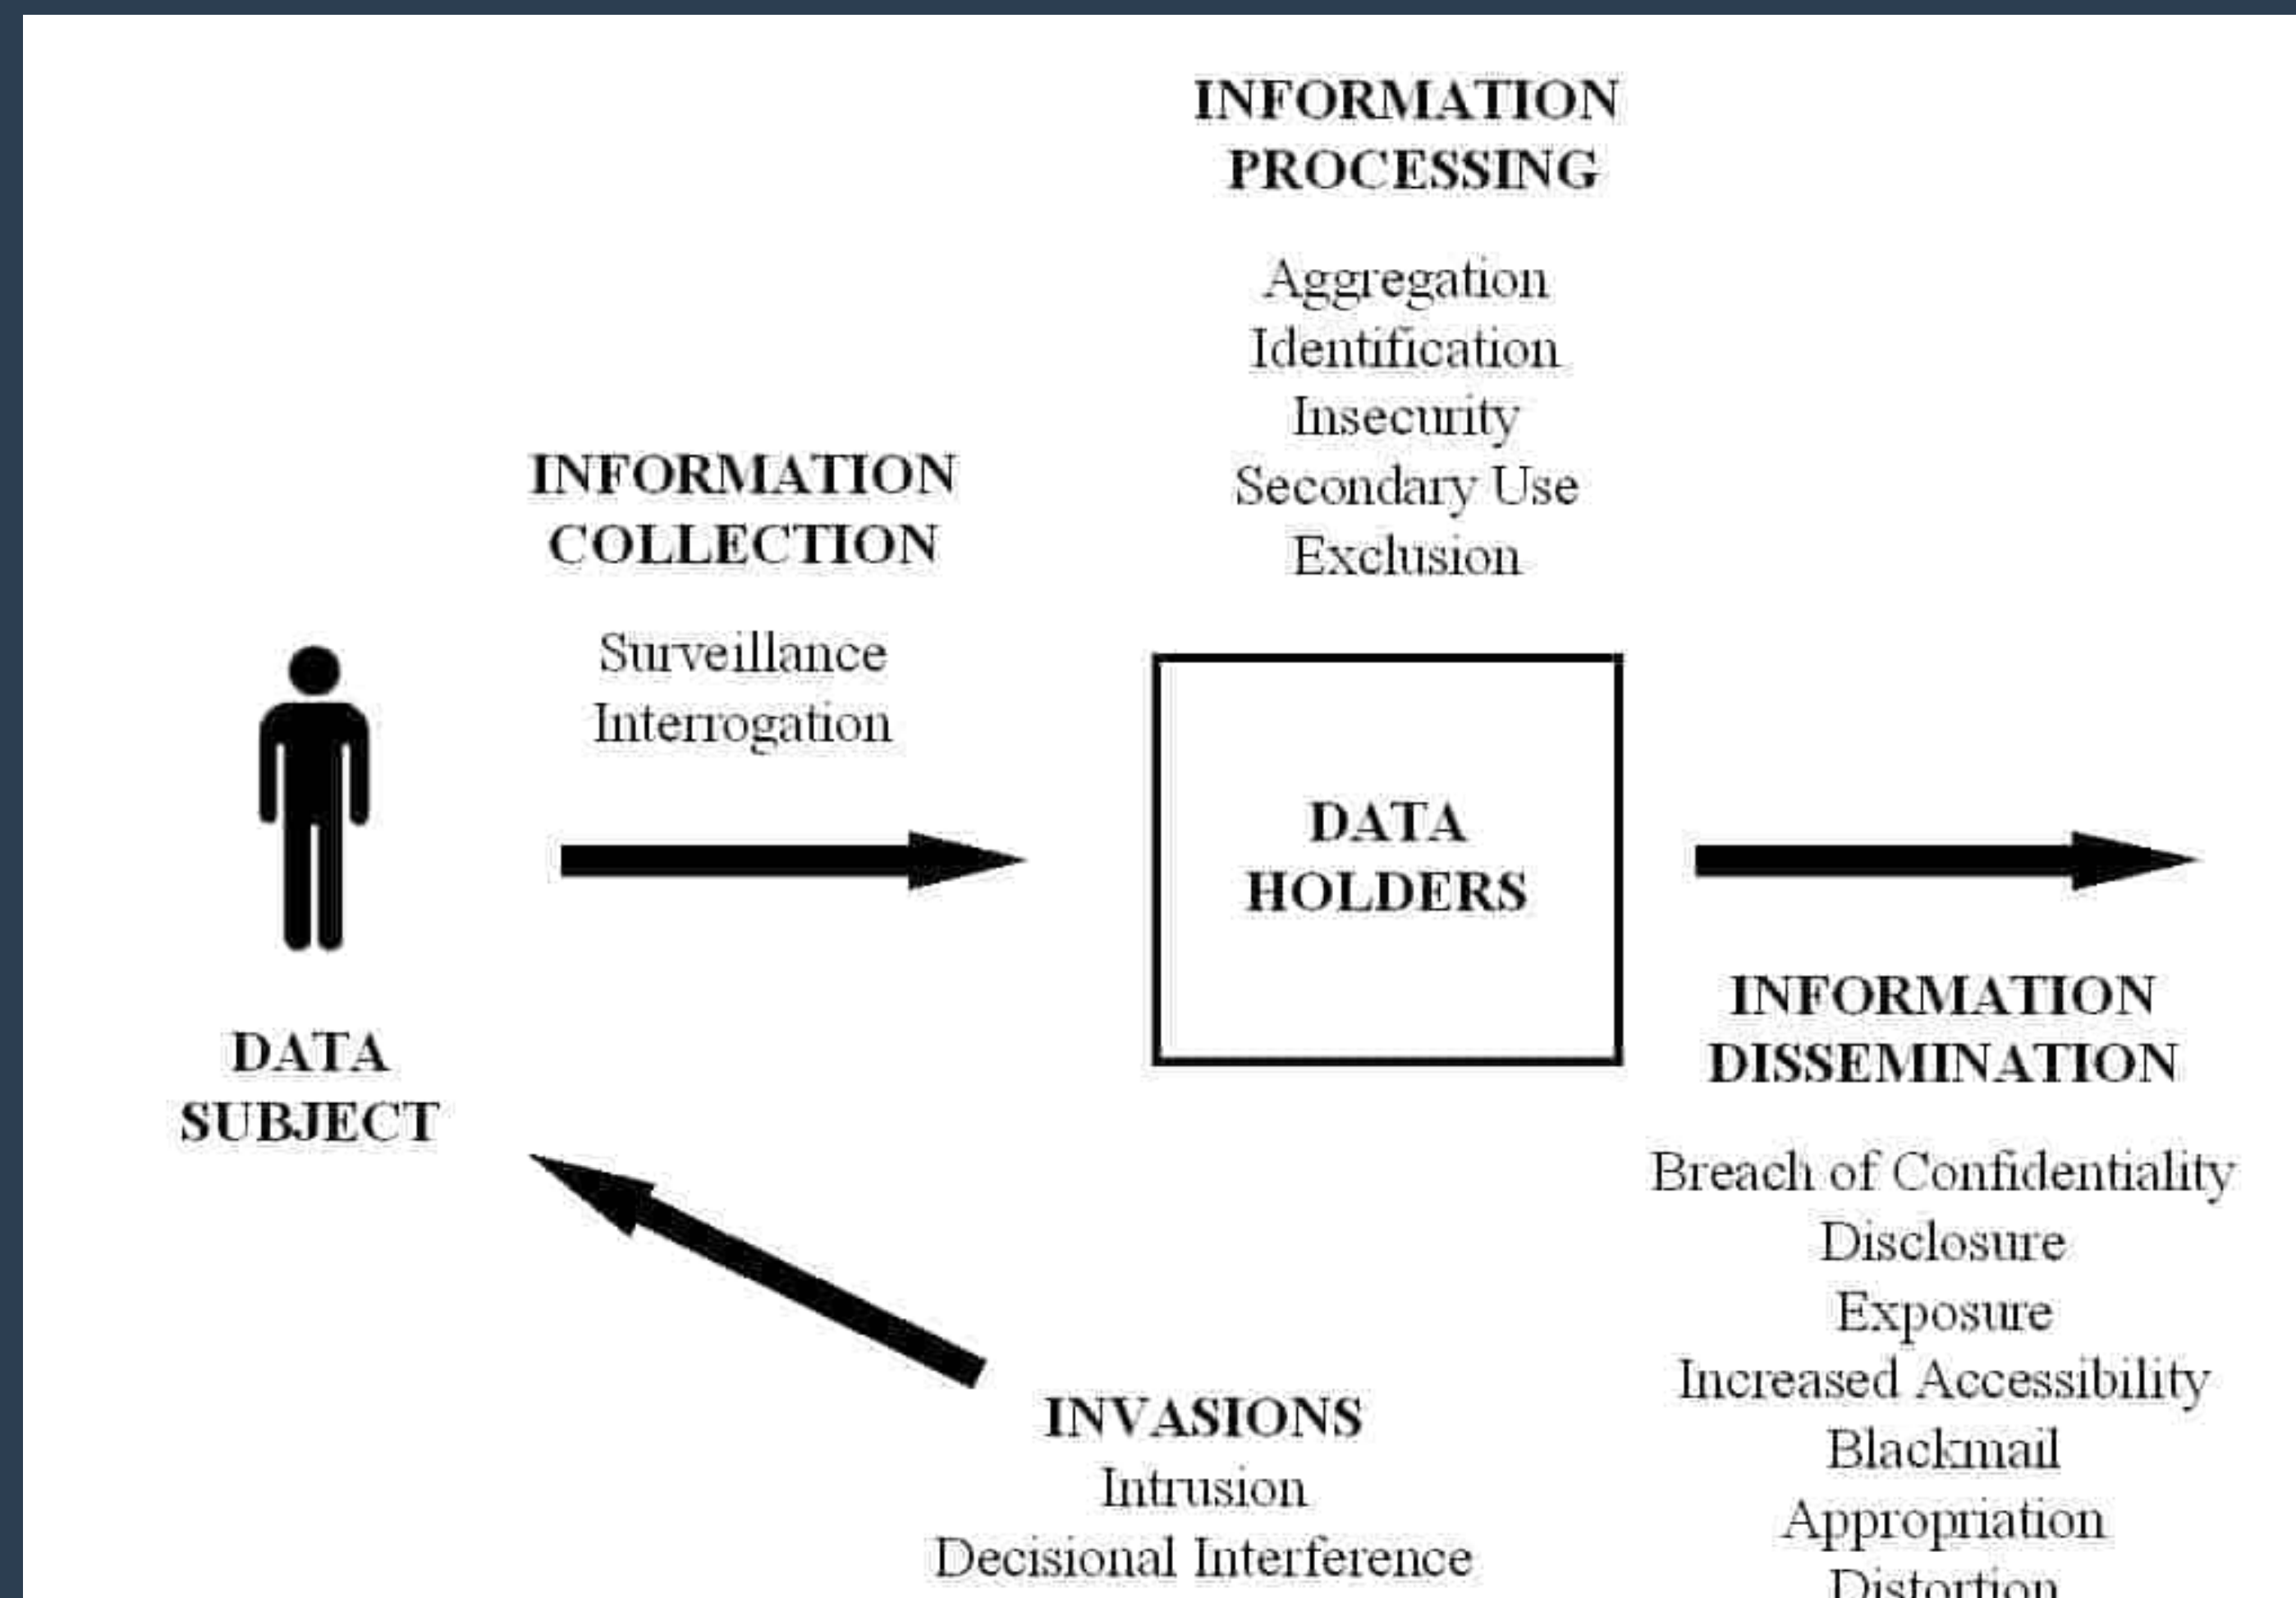 INFORMATION
PROCESSING
Aggregation
Identification
Insecurity
Secondary Use
Exclusion
INFORMATION
COLLECTION
Surveillance
Interrogation
DATA
HOLDERS
DATA
SUBJECT
INFORMATION
DISSEMINATION
Breach of Confidentiality
Disclosure
Exposure
Increased Accessibility
Blackmail
Appropriation
Distortion
INVASIONS
Intrusion
Decisional Interference